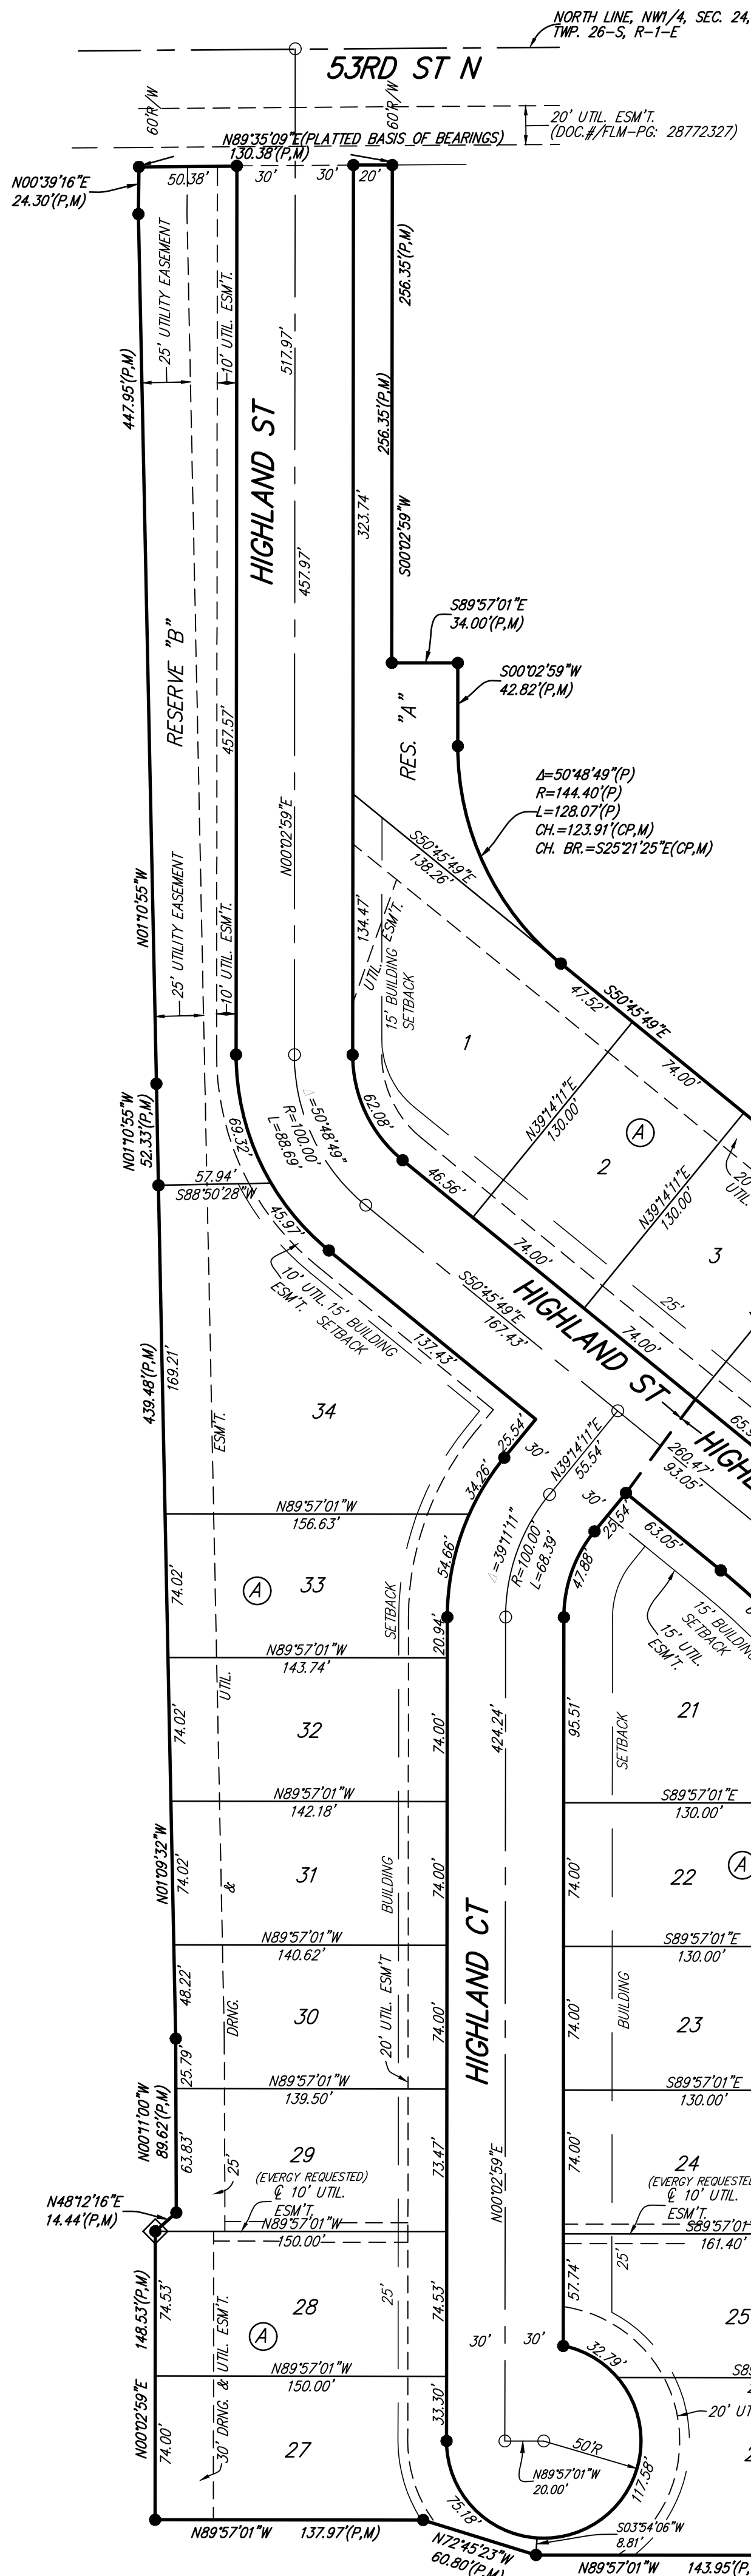 NORTH LINE, NW1/4, SEC. 24,
TWP. 26-S, R-1-E
53RD ST N
60'R/W
60'R/W
20' UTIL. ESM'T.
(DOC.#/FLM-PG: 28772327)
N89°35'09"E(PLATTED BASIS OF BEARINGS)
130.38'(P,M)
N00°39'16"E
24.30'(P,M)
50.38'
30'
30'
20'
25' UTILITY EASEMENT
10' UTIL. ESM'T.
256.35'(P,M)
517.97'
447.95'(P,M)
256.35'(P,M)
HIGHLAND ST
323.74'
S00°02'59"W
457.97'
S89°57'01"E
34.00'(P,M)
RESERVE "B"
S00°02'59"W
42.82'(P,M)
RES. "A"
457.57'
Δ=50°48'49"(P)
R=144.40'(P)
L=128.07'(P)
CH.=123.91'(CP,M)
CH. BR.=S25°21'25"E(CP,M)
N00°02'59"E
S50°45'49"E
138.26'
N01°10'55"W
25' UTILITY EASEMENT
10' UTIL. ESM'T.
134.47'
UTIL. ESM'T.
15' BUILDING
SETBACK
47.52'
S50°45'49"E
74.00'
1
N39°14'11"E
130.00'
A
2
20'
UTIL.
N01°10'55"W
52.33'(P,M)
69.32'
Δ=50°48'49"
R=100.00'
L=88.69'
62.08'
46.56'
57.94'
S88°50'28"W
45.97'
N39°14'11"E
130.00'
3
10' UTIL.
ESM'T.
15' BUILDING
SETBACK
74.00'
25'
S50°45'49"E
167.43'
HIGHLAND ST
74.00'
137.43'
439.48'(P,M)
169.21'
34
ESM'T.
25.54'
30'
N39°14'11"E
55.54'
260.47'
93.05'
34.26'
30'
25.54'
63.05'
N89°57'01"W
156.63'
54.66'
Δ=39°11'11"
R=100.00'
L=68.39'
47.88'
74.02'
A
33
SETBACK
20.94'
15' BUILDING
SETBACK
15' UTIL.
ESM'T.
N89°57'01"W
143.74'
UTIL.
74.02'
32
74.00'
424.24'
95.51'
SETBACK
21
N89°57'01"W
142.18'
S89°57'01"E
130.00'
N01°09'32"W
74.02'
31
&
BUILDING
74.00'
HIGHLAND CT
74.00'
22
A
N89°57'01"W
140.62'
S89°57'01"E
130.00'
48.22'
30
DRNG.
20' UTIL. ESM'T
74.00'
74.00'
BUILDING
23
25.79'
N89°57'01"W
139.50'
S89°57'01"E
130.00'
N00°11'00"W
89.62'(P,M)
63.83'
29
25'
(EVERGY REQUESTED)
℄ 10' UTIL.
ESM'T.
73.47'
N00°02'59"E
74.00'
24
℄ 10' UTIL.
ESM'T.
N48°12'16"E
14.44'(P,M)
N89°57'01"W
150.00'
161.40'
25'
148.53'(P,M)
74.53'
28
A
25'
74.53'
57.74'
25
30'
30'
32.79'
N89°57'01"W
150.00'
N00°02'59"E
74.00'
30' DRNG. & UTIL. ESM'T.
27
33.30'
50'R
N89°57'01"W
20.00'
117.58'
75.18'
S03°54'06"W
8.81'
N89°57'01"W
137.97'(P,M)
N72°45'23"W
60.80'(P,M)
N89°57'01"W